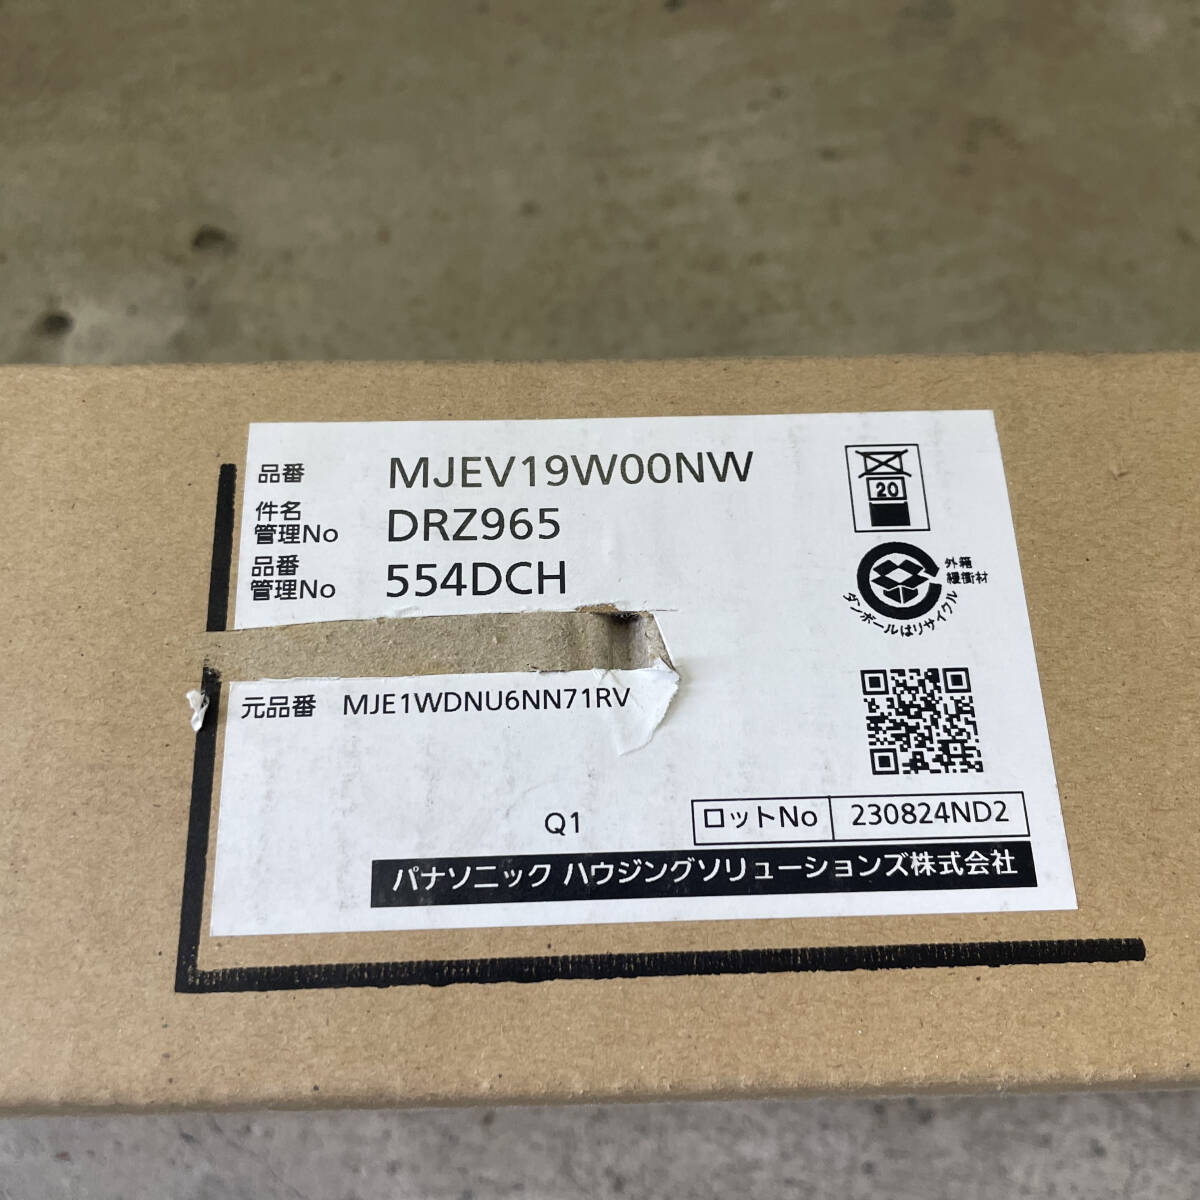 品番 MJEV19W00NW
件名
管理No DRZ965
品番
管理No 554DCH
元品番 MJE1WDNU6NN71RV
20
外箱
緩衝材
ダンボールはリサイクル
Q1
ロットNo 230824ND2
パナソニック ハウジングソリューションズ株式会社